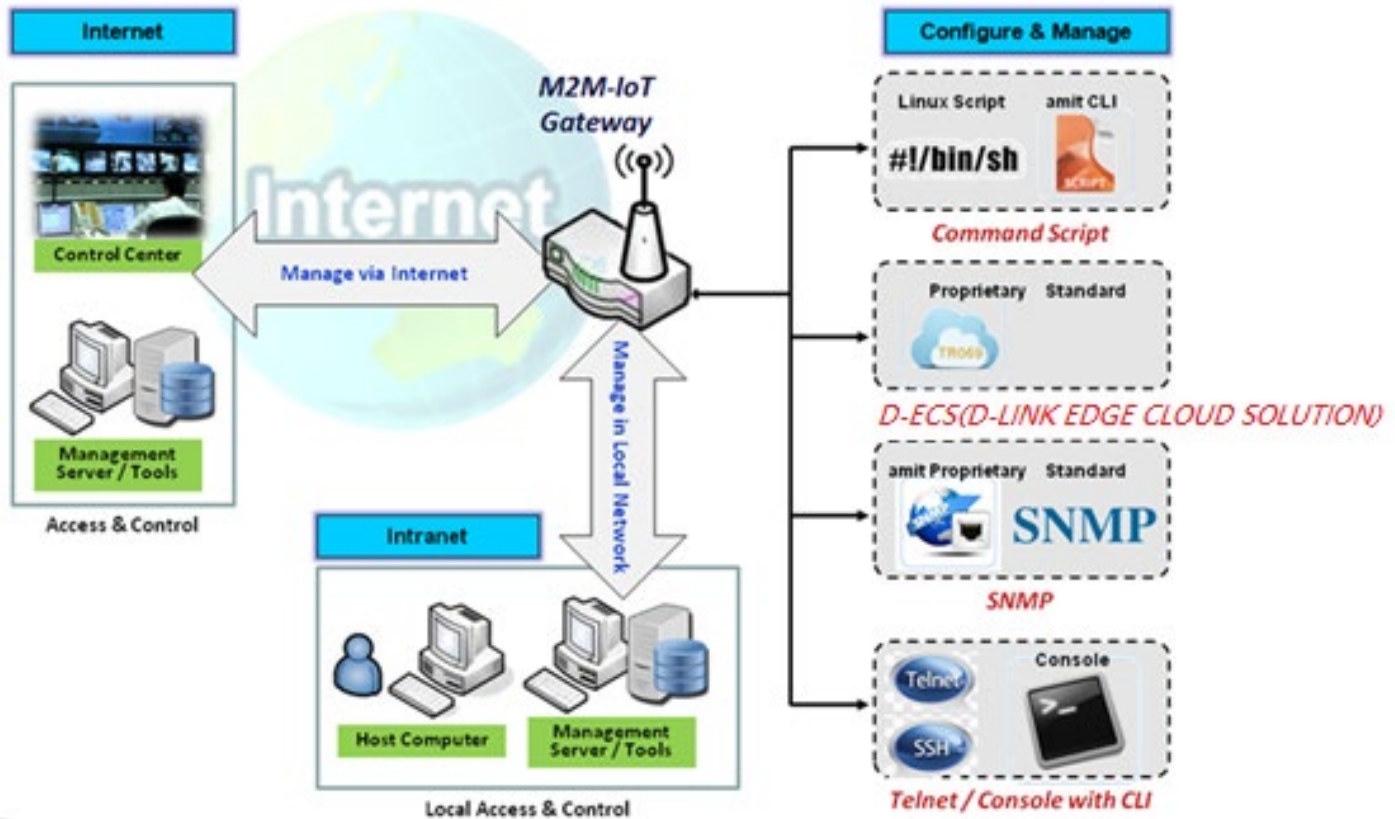 Internet
Control Center
Management
Server / Tools
Access & Control
Internet
M2M-IoT
Gateway
Manage via Internet
Manage in Local Network
Intranet
Host Computer
Management
Server / Tools
Local Access & Control
Configure & Manage
Linux Script amit CLI
#!/bin/sh
SCRIPT
Command Script
Proprietary Standard
TR069
D-ECS(D-LINK EDGE CLOUD SOLUTION)
amit Proprietary Standard
SNMP
SNMP
Telnet
SSH
Console
>_
Telnet / Console with CLI